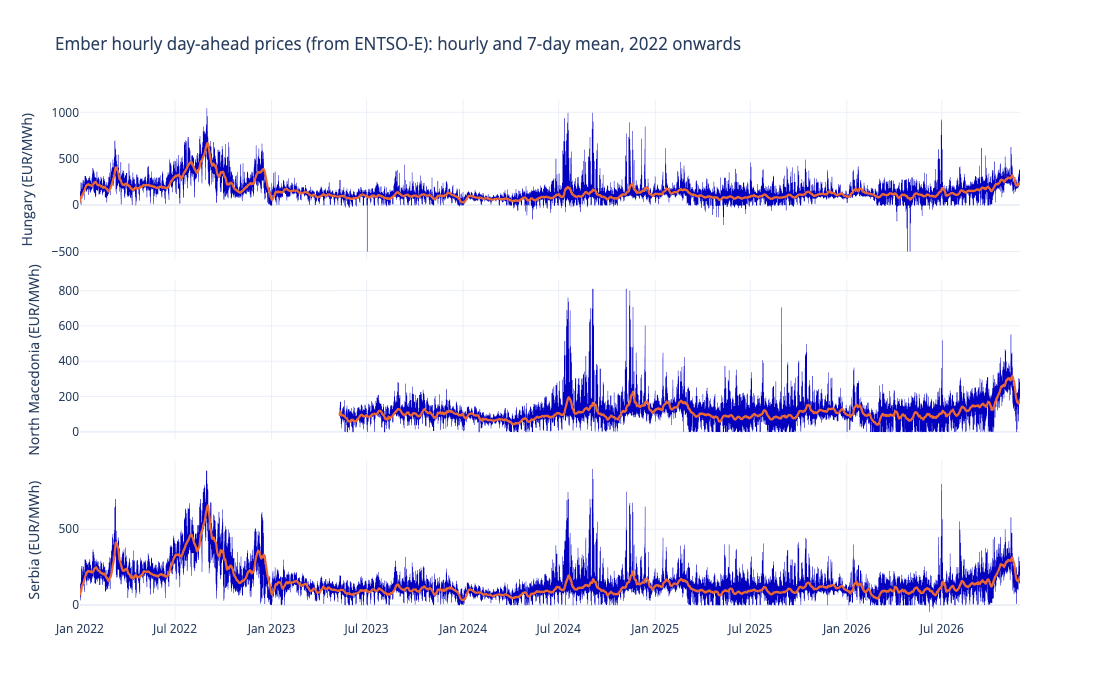 Ember hourly day-ahead prices (from ENTSO-E): hourly and 7-day mean, 2022 onwards
Hungary (EUR/MWh)
1000
500
0
−500
North Macedonia (EUR/MWh)
800
600
400
200
0
Serbia (EUR/MWh)
500
0
Jan 2022 Jul 2022 Jan 2023 Jul 2023 Jan 2024 Jul 2024 Jan 2025 Jul 2025 Jan 2026 Jul 2026